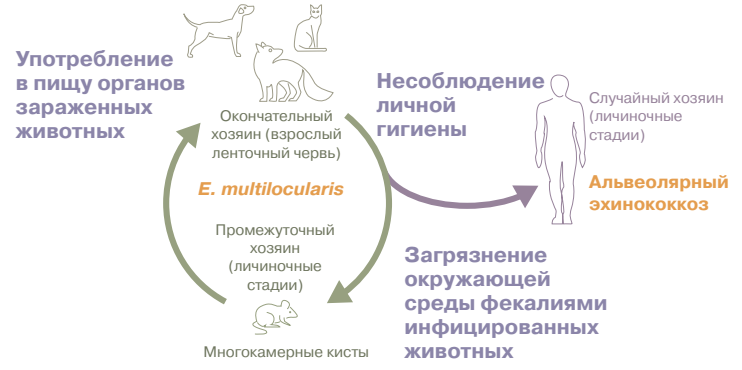 Употребление
в пищу органов
зараженных
животных
Окончательный
хозяин (взрослый
ленточный червь)
E. multilocularis
Промежуточный
хозяин
(личиночные
стадии)
Многокамерные кисты
Несоблюдение
личной
гигиены
Случайный хозяин
(личиночные
стадии)
Альвеолярный
эхинококкоз
Загрязнение
окружающей
среды фекалиями
инфицированных
животных